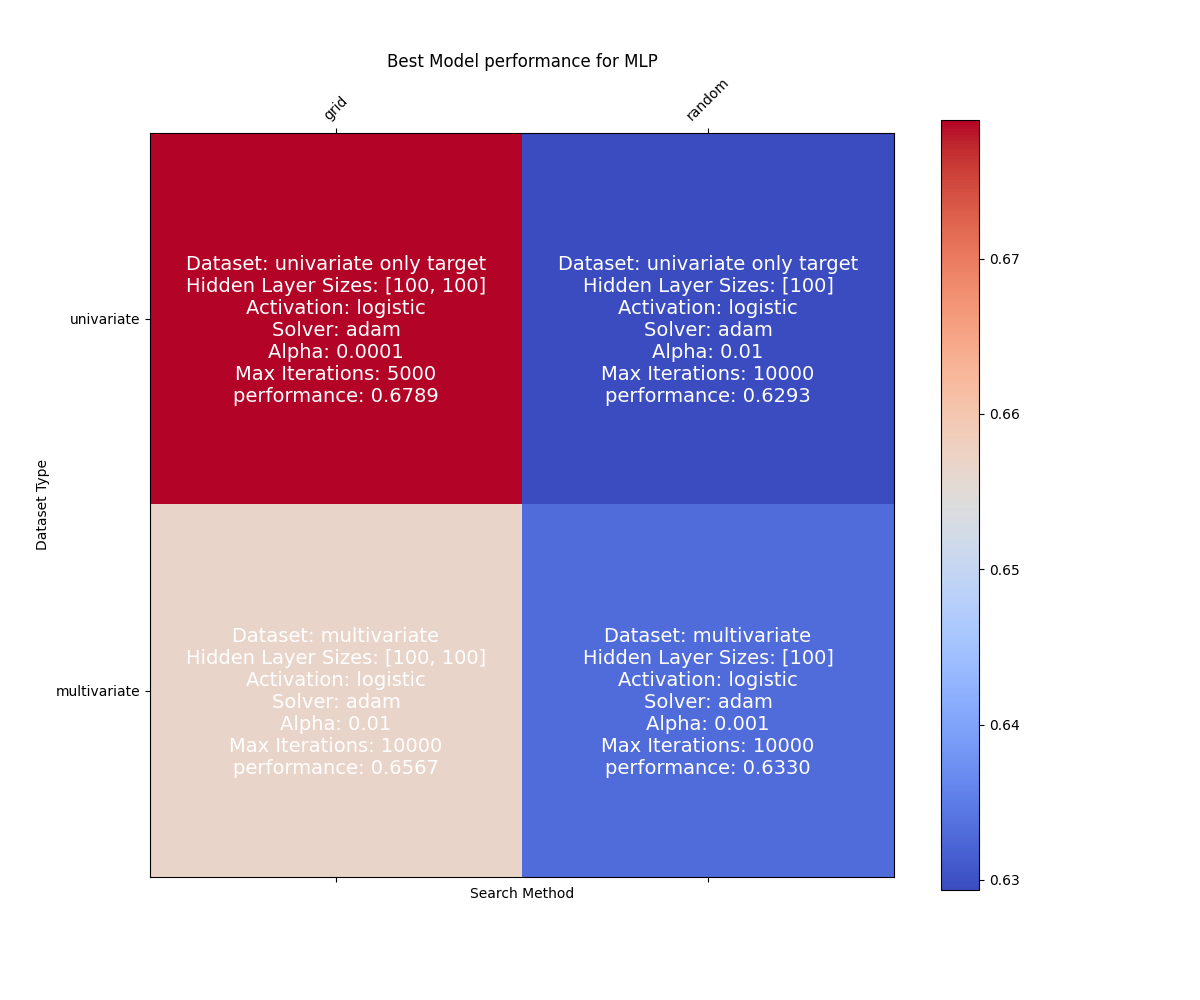 Best Model performance for MLP
grid
random
Dataset: univariate only target
Hidden Layer Sizes: [100, 100]
Activation: logistic
Solver: adam
Alpha: 0.0001
Max Iterations: 5000
performance: 0.6789
Dataset: univariate only target
Hidden Layer Sizes: [100]
Activation: logistic
Solver: adam
Alpha: 0.01
Max Iterations: 10000
performance: 0.6293
univariate
Dataset Type
multivariate
Dataset: multivariate
Hidden Layer Sizes: [100, 100]
Activation: logistic
Solver: adam
Alpha: 0.01
Max Iterations: 10000
performance: 0.6567
Dataset: multivariate
Hidden Layer Sizes: [100]
Activation: logistic
Solver: adam
Alpha: 0.001
Max Iterations: 10000
performance: 0.6330
Search Method
0.67
0.66
0.65
0.64
0.63